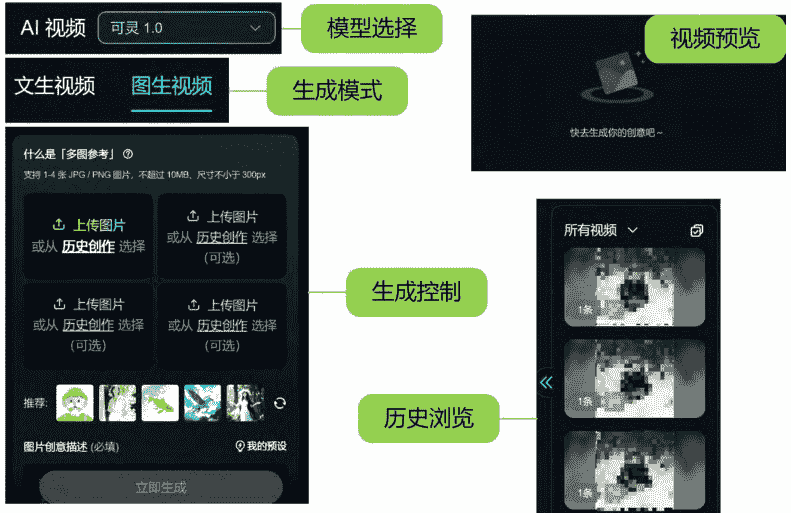 AI 视频
可灵 1.0
模型选择
文生视频
图生视频
生成模式
什么是「多图参考」
支持 1-4 张 JPG / PNG 图片，不超过 10MB、尺寸不小于 300px
上传图片
或从 历史创作 选择
上传图片
或从 历史创作 选择
(可选)
上传图片
或从 历史创作 选择
(可选)
上传图片
或从 历史创作 选择
(可选)
推荐:
图片创意描述 (必填)
我的预设
立即生成
生成控制
视频预览
快去生成你的创意吧～
所有视频
1条
1条
1条
历史浏览